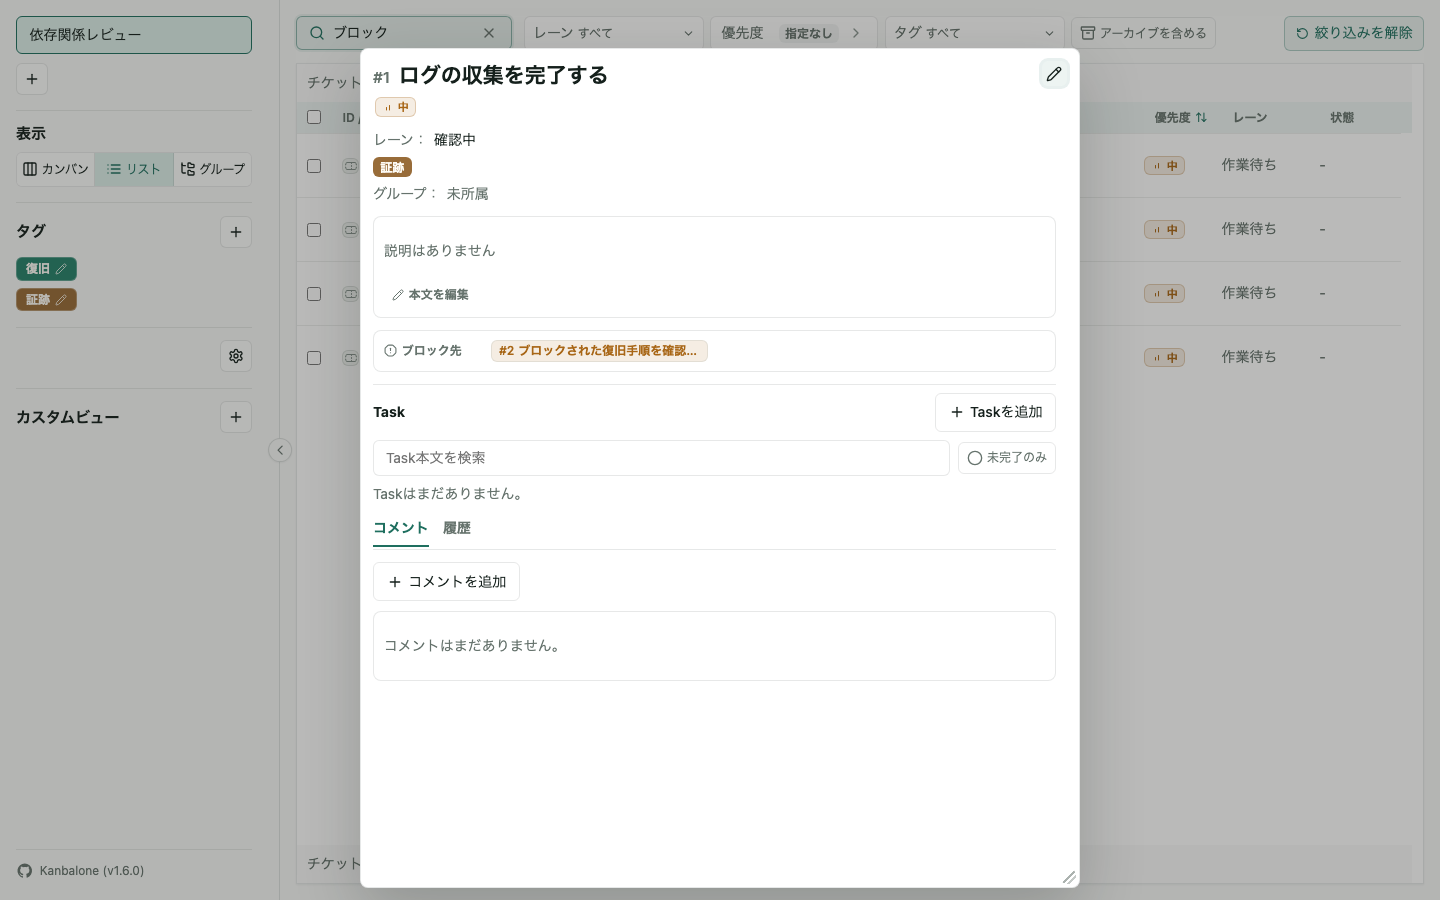 依存関係レビュー
表示
カンバン リスト グループ
タグ
復旧
証跡
カスタムビュー
Kanbalone (v1.6.0)
ブロック
レーン すべて
優先度 指定なし
タグ すべて
アーカイブを含める
絞り込みを解除
チケット
ID
優先度 レーン 状態
中 作業待ち -
中 作業待ち -
中 作業待ち -
中 作業待ち -
チケット
#1 ログの収集を完了する
中
レーン： 確認中
証跡
グループ： 未所属
説明はありません
本文を編集
ブロック先 #2 ブロックされた復旧手順を確認...
Task
Taskを追加
Task本文を検索
未完了のみ
Taskはまだありません。
コメント 履歴
コメントを追加
コメントはまだありません。